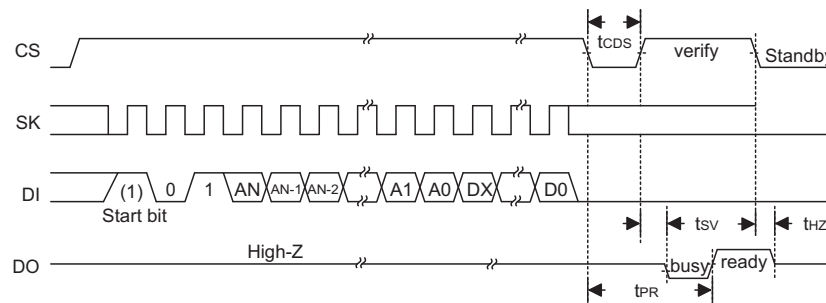 CS tCDS verify Standby
SK
DI (1) 0 1 AN AN-1 AN-2 A1 A0 DX D0
Start bit
tSV tHZ
DO High-Z busy ready
tPR